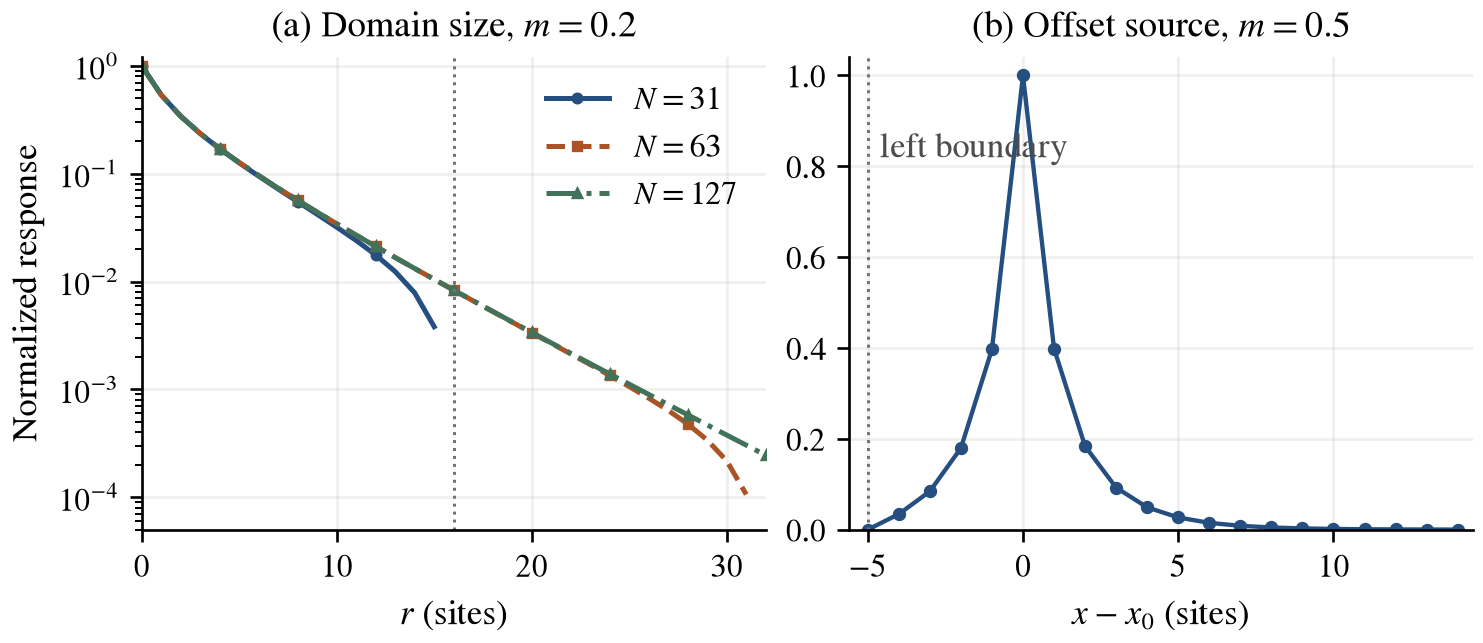 (a) Domain size, m = 0.2
Normalized response
10⁰
10⁻¹
10⁻²
10⁻³
10⁻⁴
N = 31
N = 63
N = 127
0
10
20
30
r (sites)
(b) Offset source, m = 0.5
1.0
0.8
0.6
0.4
0.2
0.0
left boundary
−5
0
5
10
x − x₀ (sites)